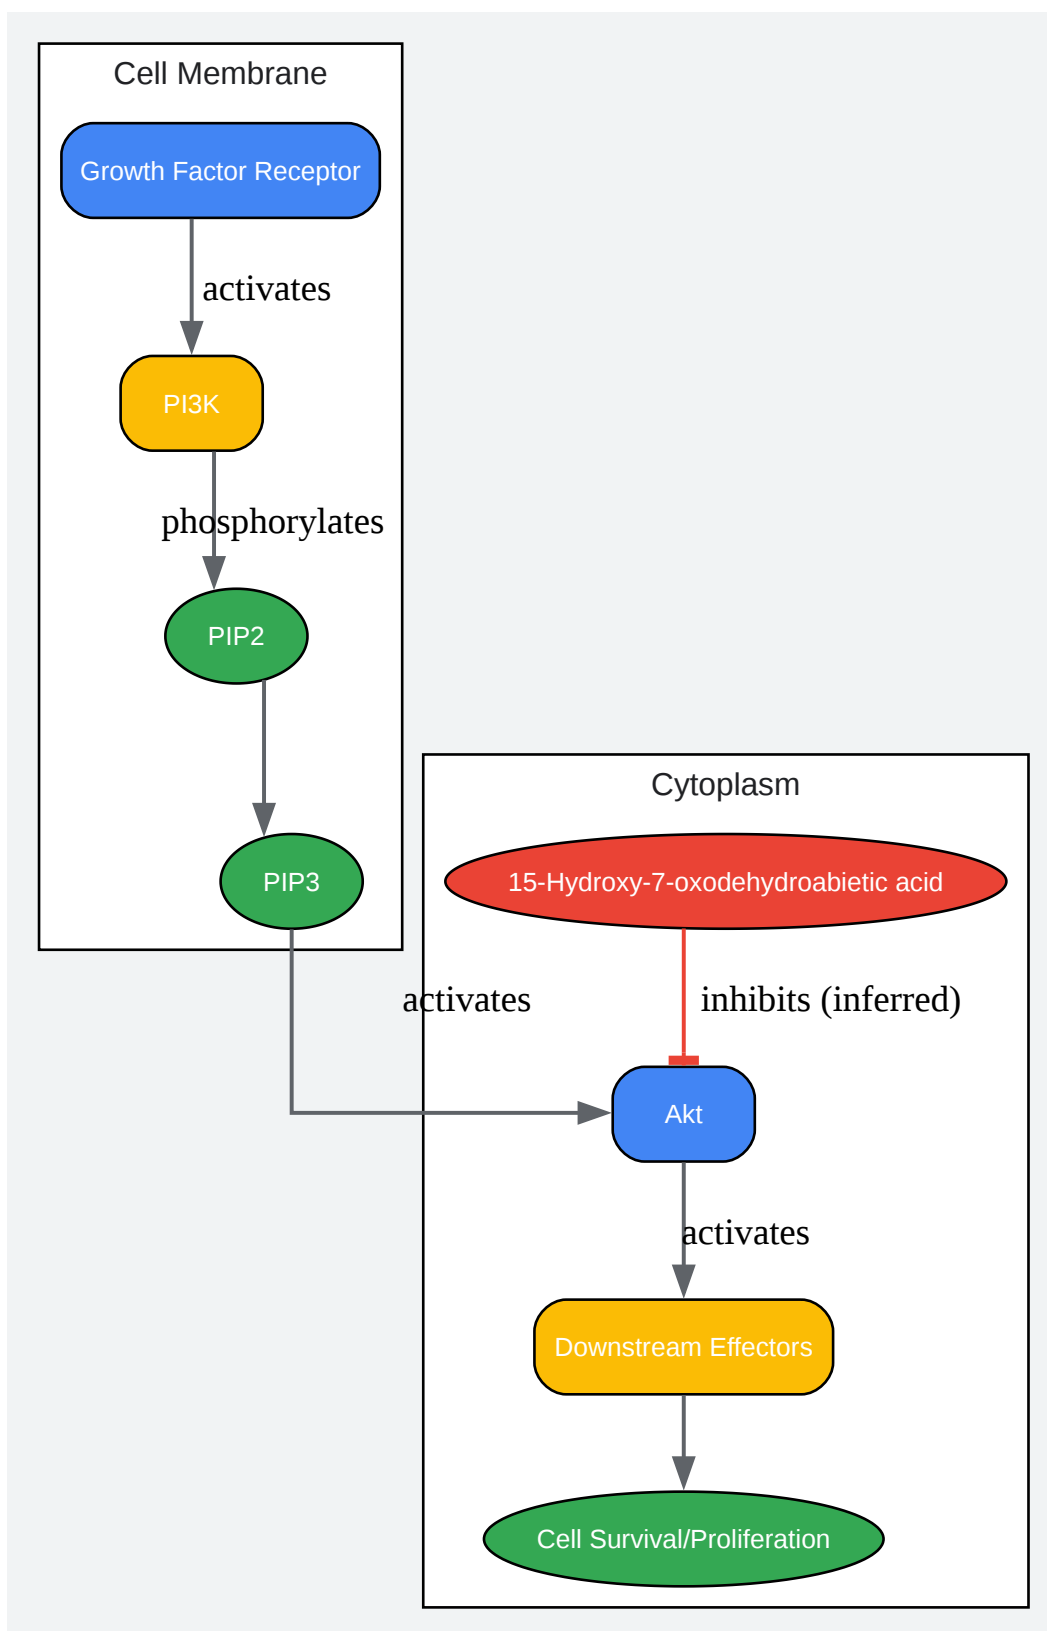 Cell Membrane
Growth Factor Receptor
activates
PI3K
phosphorylates
PIP2
PIP3
activates
Cytoplasm
15-Hydroxy-7-oxodehydroabietic acid
inhibits (inferred)
Akt
activates
Downstream Effectors
Cell Survival/Proliferation